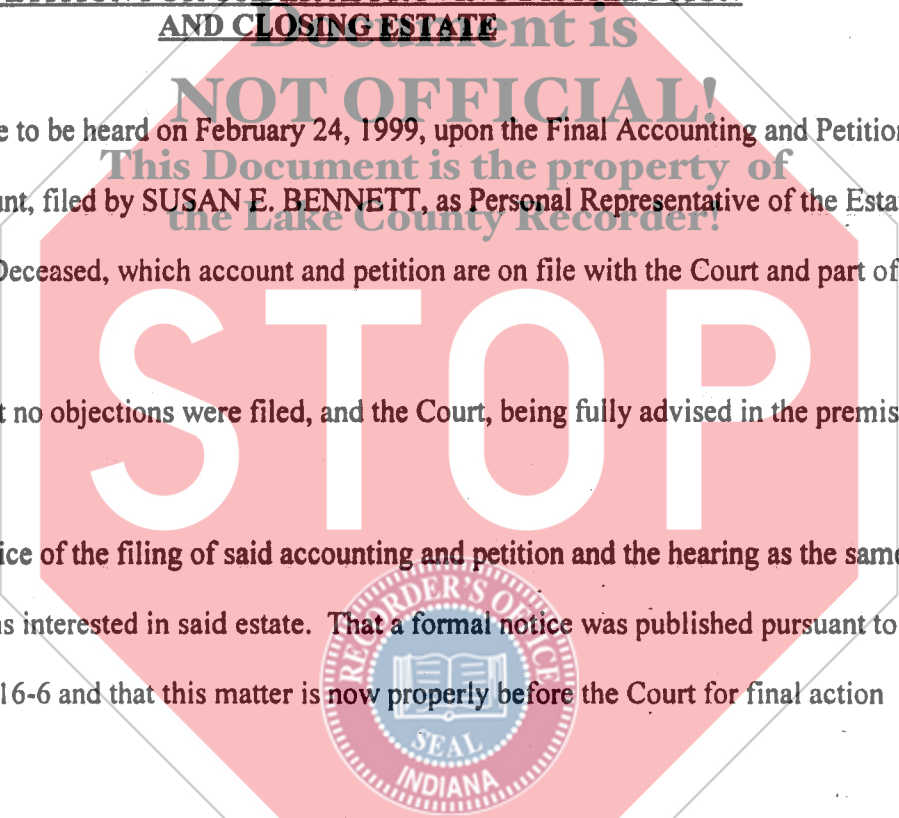 AND CLOSING ESTATE
Document is
NOT OFFICIAL!
e to be heard on February 24, 1999, upon the Final Accounting and Petition
This Document is the property of
nt, filed by SUSAN E. BENNETT, as Personal Representative of the Esta
the Lake County Recorder!
Deceased, which account and petition are on file with the Court and part of
STOP
t no objections were filed, and the Court, being fully advised in the premis
ice of the filing of said accounting and petition and the hearing as the same
s interested in said estate. That a formal notice was published pursuant to
16-6 and that this matter is now properly before the Court for final action
RECORDER'S OFFICE
SEAL
INDIANA